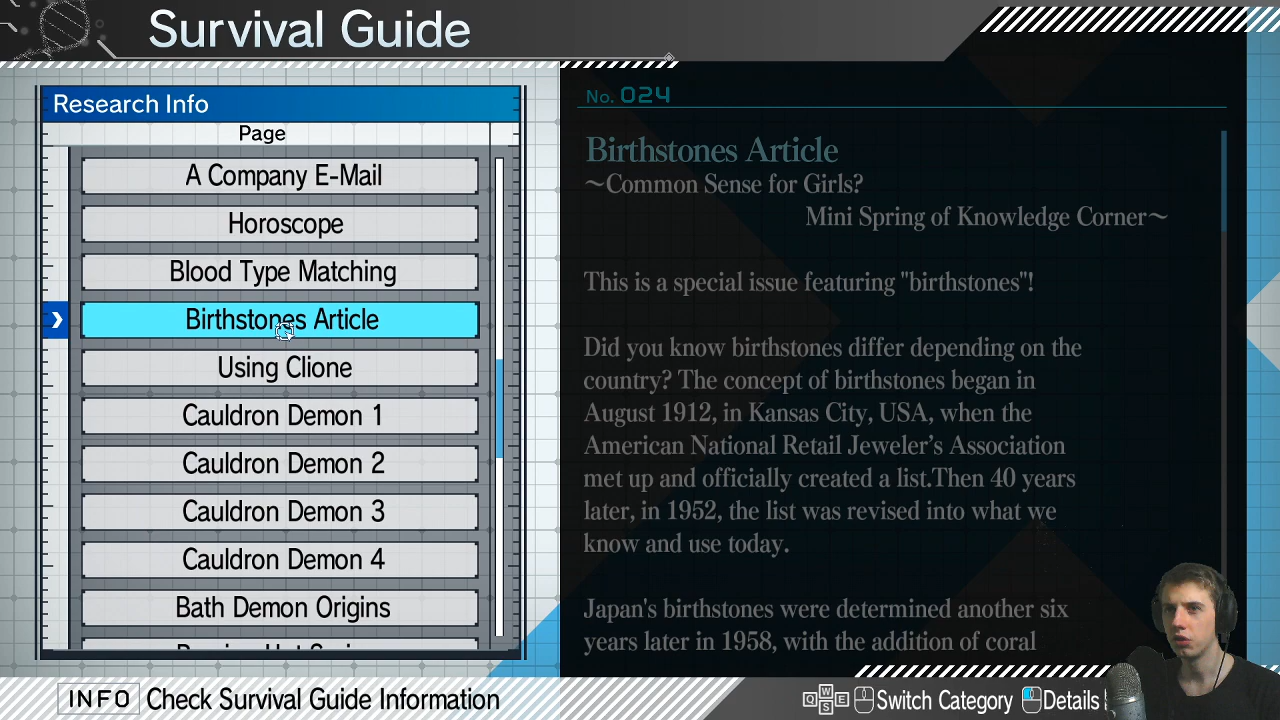 Survival Guide
Research Info
Page
A Company E-Mail
Horoscope
Blood Type Matching
Birthstones Article
Using Clione
Cauldron Demon 1
Cauldron Demon 2
Cauldron Demon 3
Cauldron Demon 4
Bath Demon Origins
No. 024
Birthstones Article
~Common Sense for Girls?
Mini Spring of Knowledge Corner~
This is a special issue featuring "birthstones"!
Did you know birthstones differ depending on the
country? The concept of birthstones began in
August 1912, in Kansas City, USA, when the
American National Retail Jeweler's Association
met up and officially created a list.Then 40 years
later, in 1952, the list was revised into what we
know and use today.
Japan's birthstones were determined another six
years later in 1958, with the addition of coral
INFO Check Survival Guide Information
Q W S E Switch Category Details